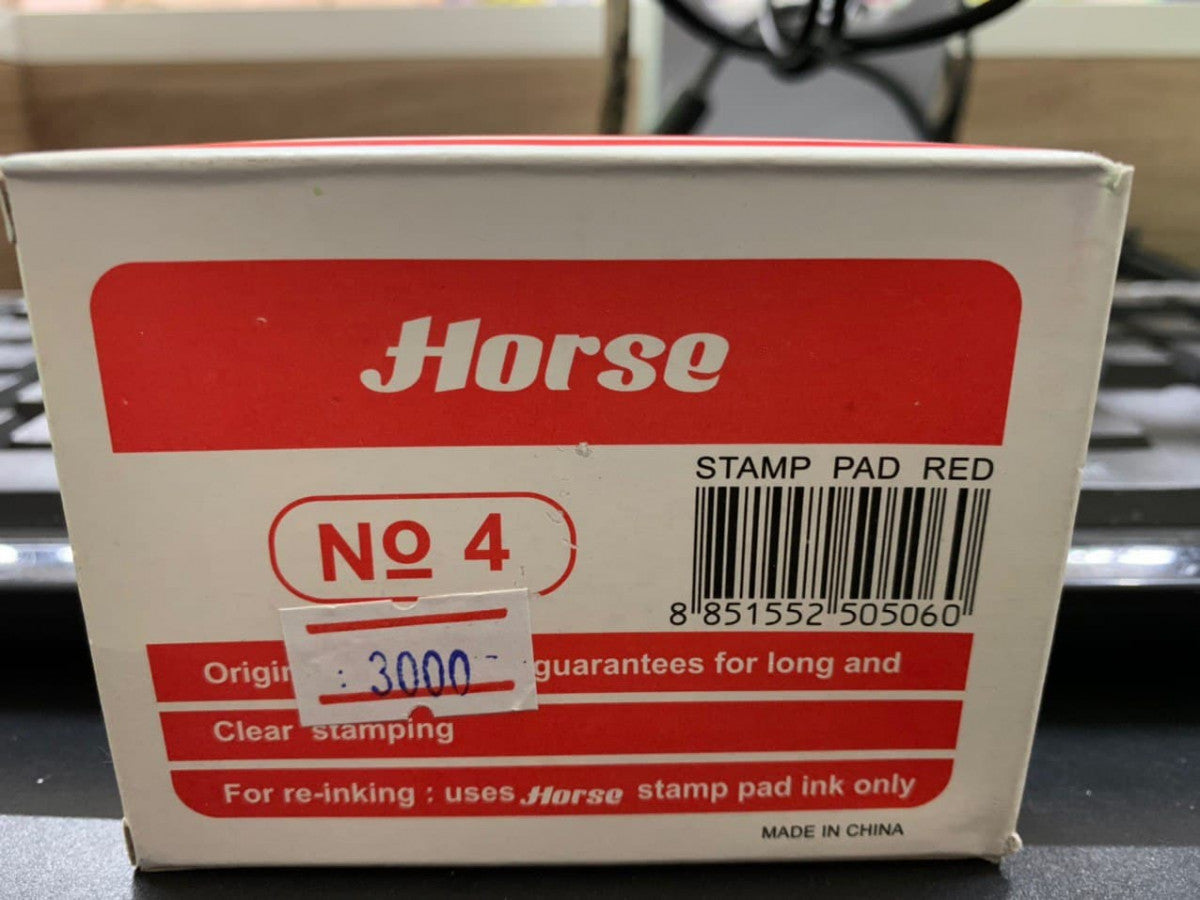 Horse
STAMP PAD RED
No 4
8 851552 505060
: 3000 -
Origin guarantees for long and
Clear stamping
For re-inking : uses Horse stamp pad ink only
MADE IN CHINA